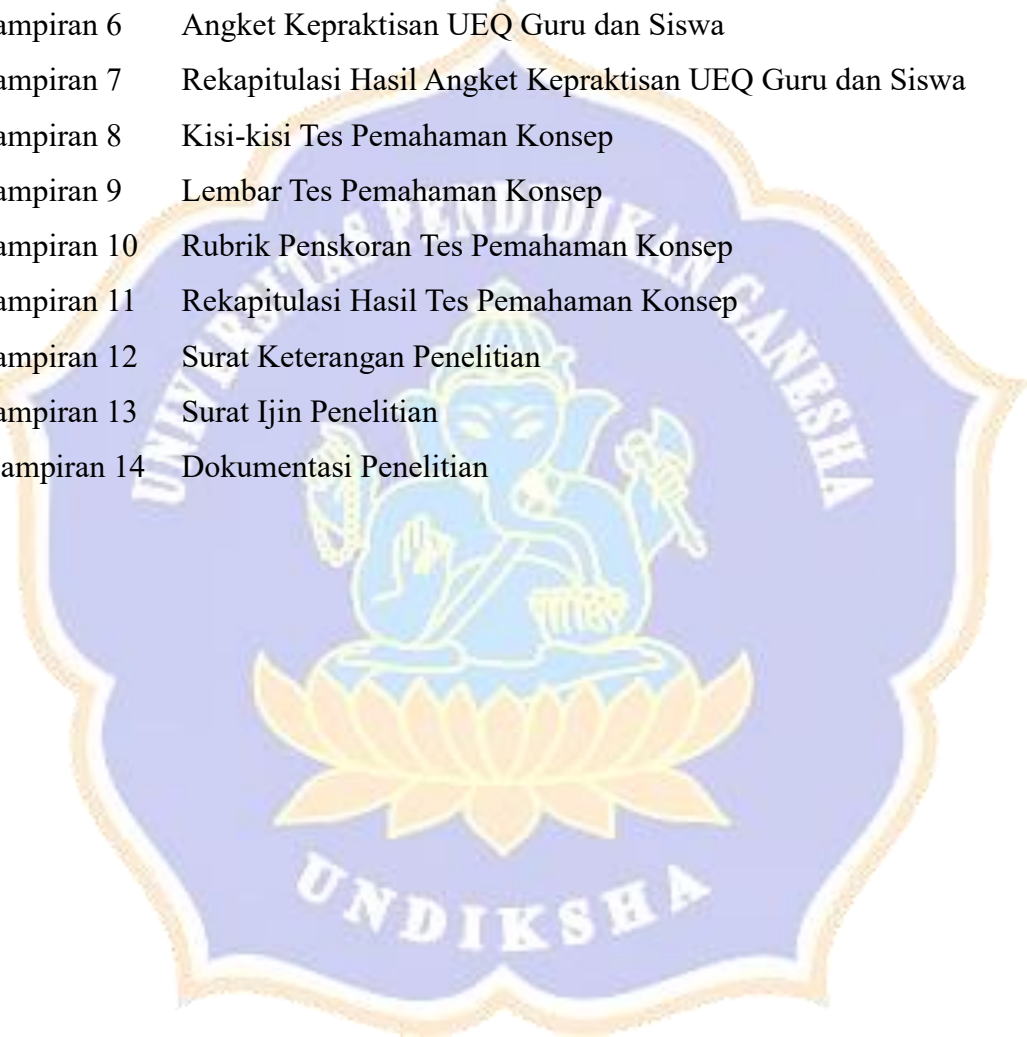 ampiran 6 Angket Kepraktisan UEQ Guru dan Siswa
ampiran 7 Rekapitulasi Hasil Angket Kepraktisan UEQ Guru dan Siswa
ampiran 8 Kisi-kisi Tes Pemahaman Konsep
ampiran 9 Lembar Tes Pemahaman Konsep
ampiran 10 Rubrik Penskoran Tes Pemahaman Konsep
ampiran 11 Rekapitulasi Hasil Tes Pemahaman Konsep
ampiran 12 Surat Keterangan Penelitian
ampiran 13 Surat Ijin Penelitian
ampiran 14 Dokumentasi Penelitian
UNIVERSITAS PENDIDIKAN GANESHA
UNDIKSHA